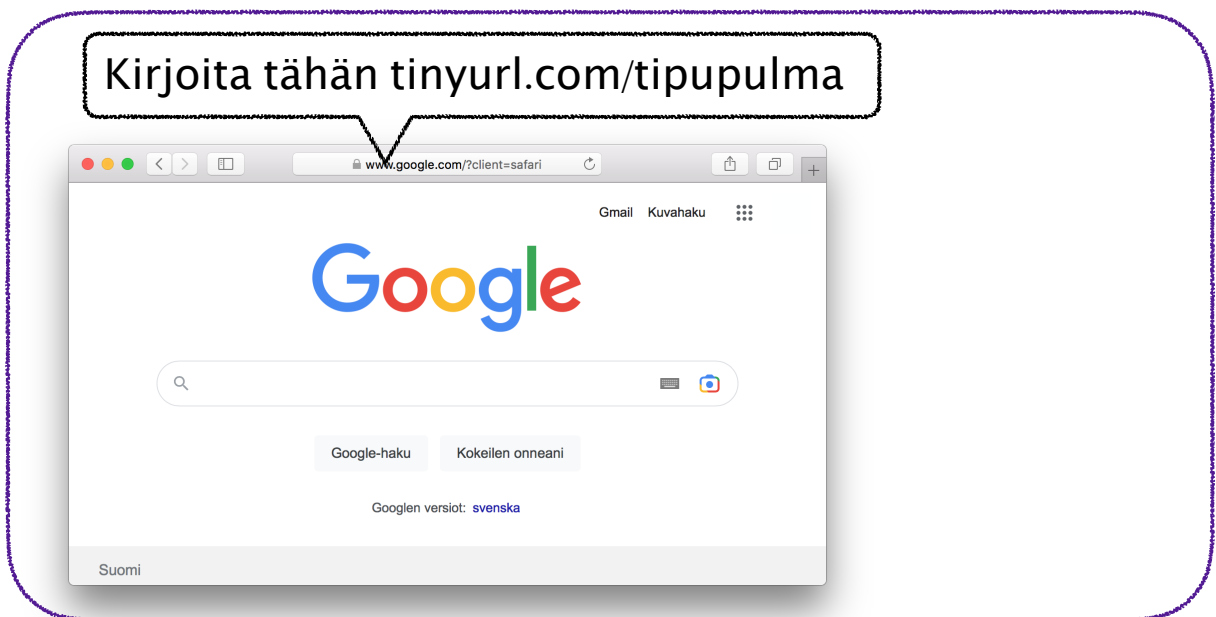 Kirjoita tähän tinyurl.com/tipupulma
www.google.com/?client=safari
Gmail Kuvahaku
Google
Google-haku Kokeilen onneani
Googlen versiot: svenska
Suomi